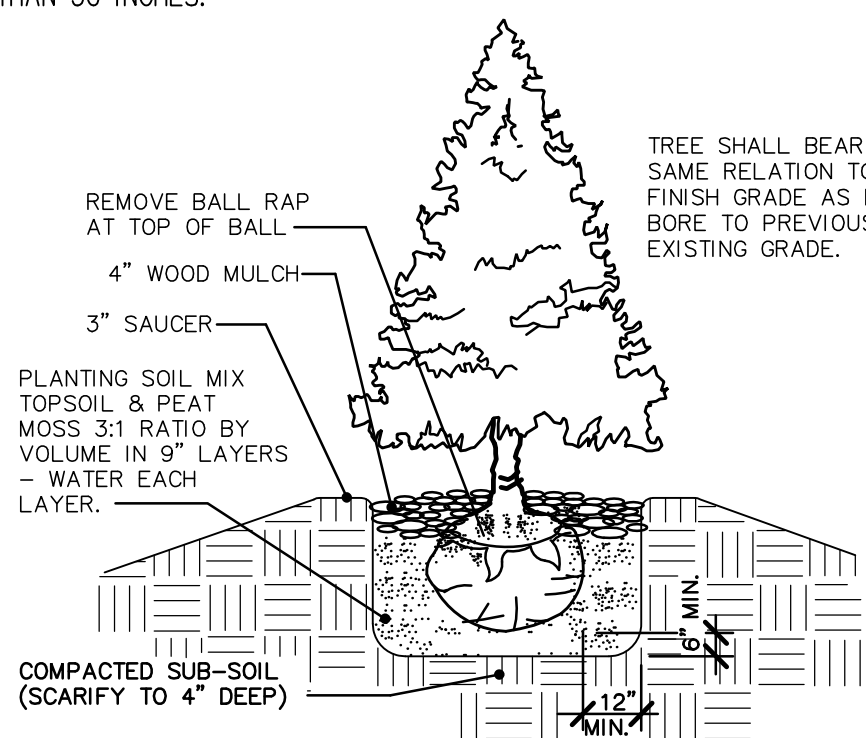 THAN 36 INCHES.
TREE SHALL BEAR
SAME RELATION TO
FINISH GRADE AS
BORE TO PREVIOUS
EXISTING GRADE.
REMOVE BALL RAP
AT TOP OF BALL
4" WOOD MULCH
3" SAUCER
PLANTING SOIL MIX
TOPSOIL & PEAT
MOSS 3:1 RATIO BY
VOLUME IN 9" LAYERS
– WATER EACH
LAYER.
COMPACTED SUB-SOIL
(SCARIFY TO 4" DEEP)
6" MIN.
12"
MIN.